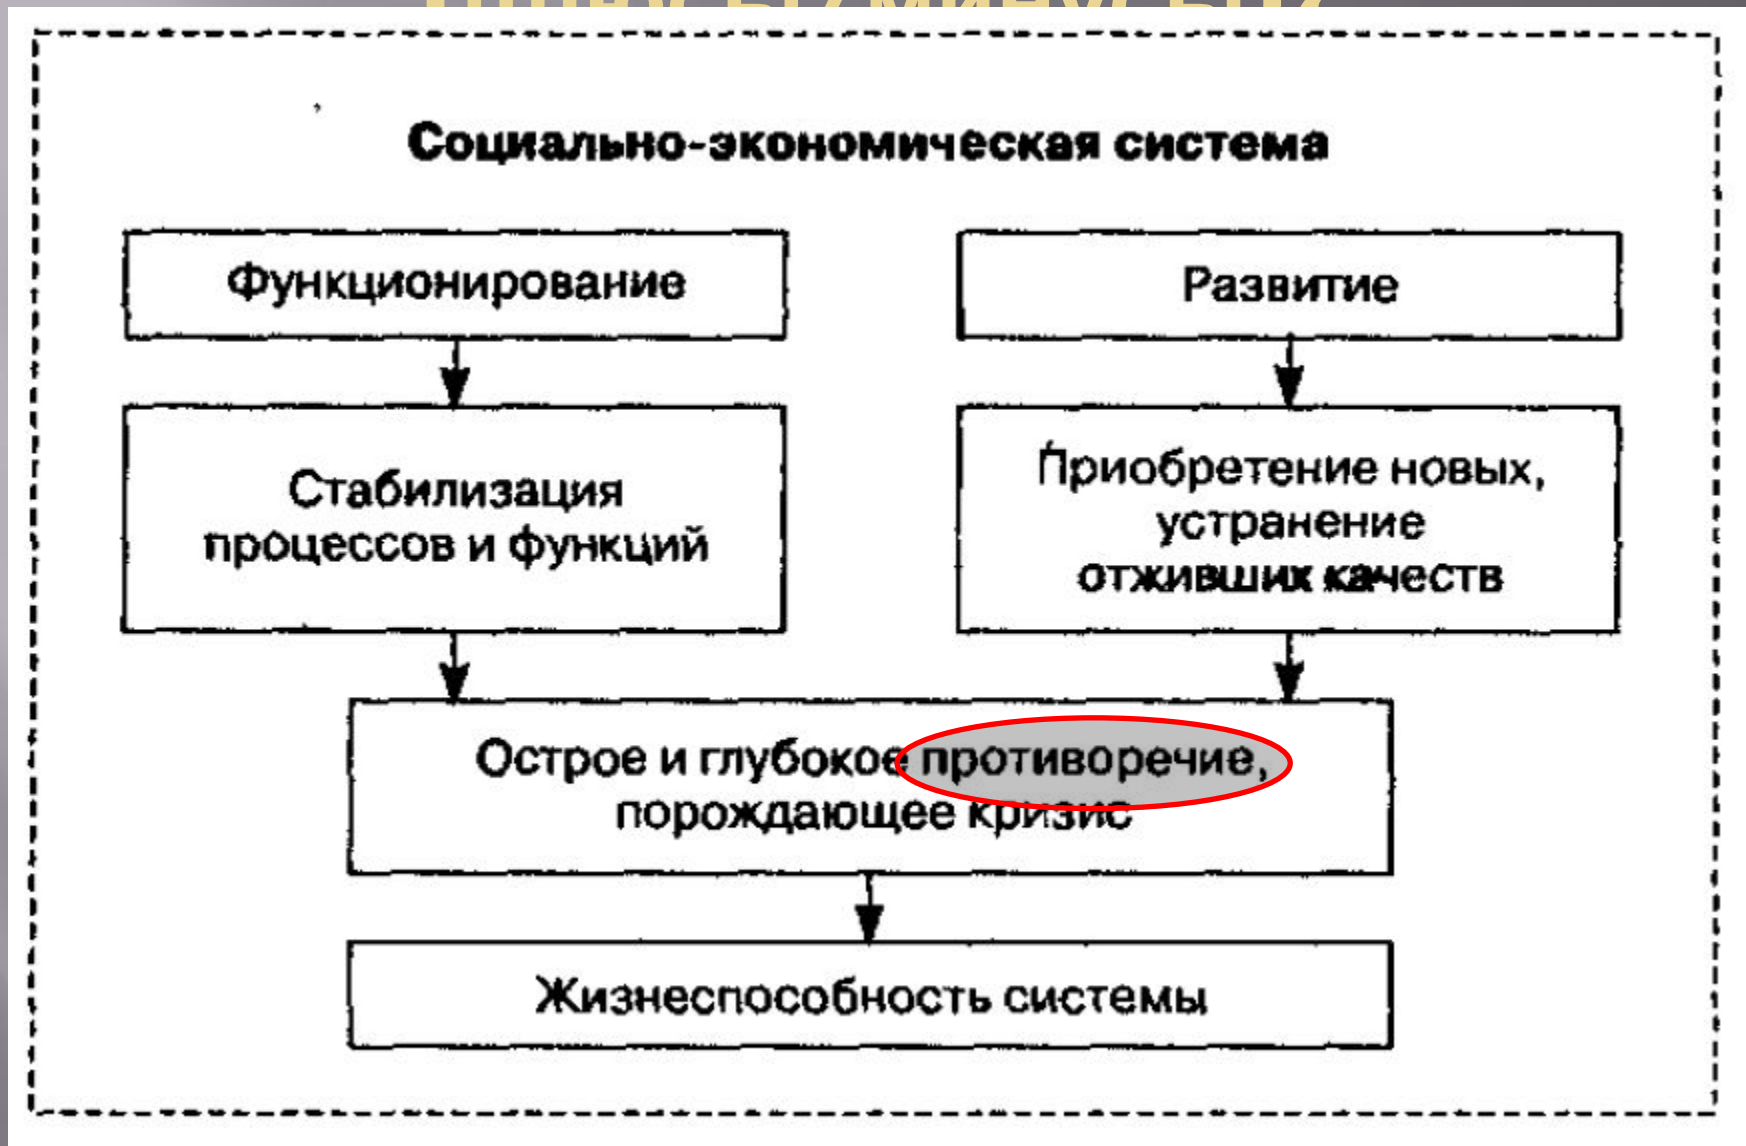 Социально-экономическая система
Функционирование
Развитие
Стабилизация
процессов и функций
Приобретение новых,
устранение
отживших качеств
Острое и глубокое противоречие,
порождающее кризис
Жизнеспособность системы